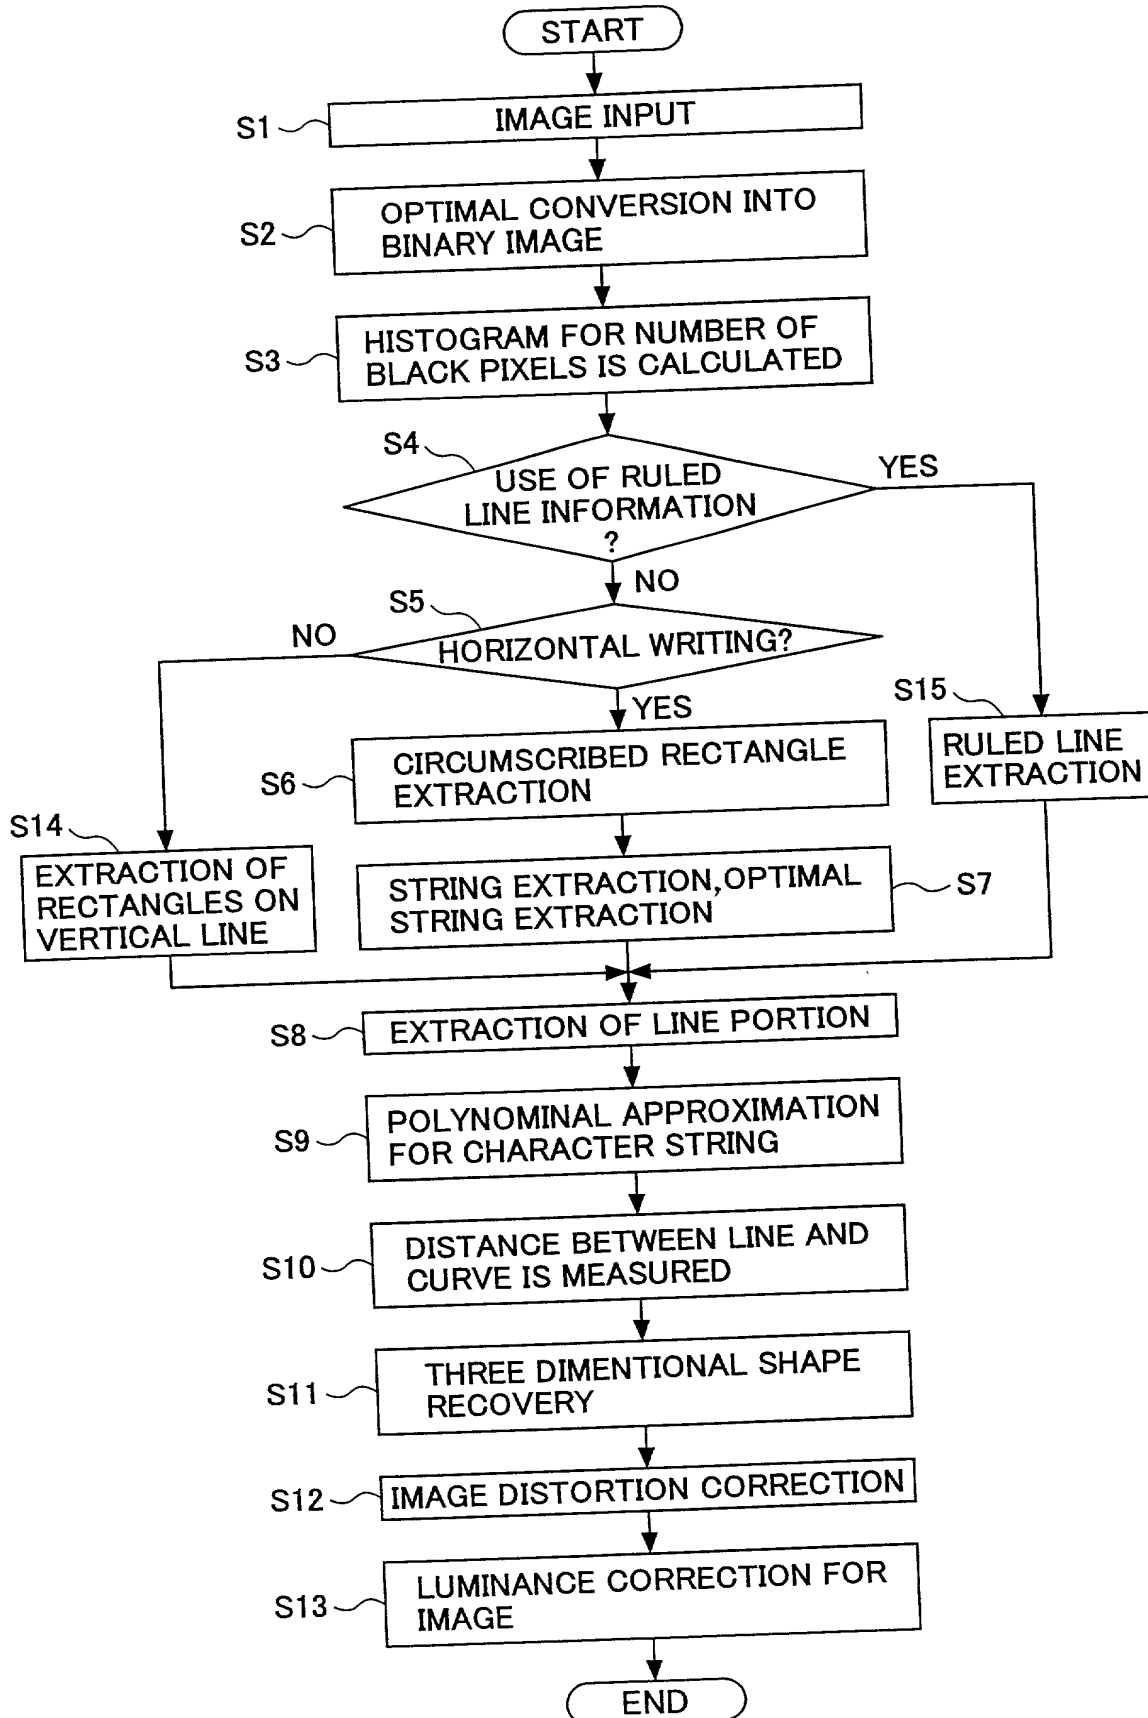 START
S1
IMAGE INPUT
S2
OPTIMAL CONVERSION INTO
BINARY IMAGE
S3
HISTOGRAM FOR NUMBER OF
BLACK PIXELS IS CALCULATED
S4
USE OF RULED
LINE INFORMATION
?
YES
NO
S5
HORIZONTAL WRITING?
NO
YES
S15
RULED LINE
EXTRACTION
S6
CIRCUMSCRIBED RECTANGLE
EXTRACTION
S14
EXTRACTION OF
RECTANGLES ON
VERTICAL LINE
STRING EXTRACTION,OPTIMAL
STRING EXTRACTION
S7
S8
EXTRACTION OF LINE PORTION
S9
POLYNOMINAL APPROXIMATION
FOR CHARACTER STRING
S10
DISTANCE BETWEEN LINE AND
CURVE IS MEASURED
S11
THREE DIMENTIONAL SHAPE
RECOVERY
S12
IMAGE DISTORTION CORRECTION
S13
LUMINANCE CORRECTION FOR
IMAGE
END